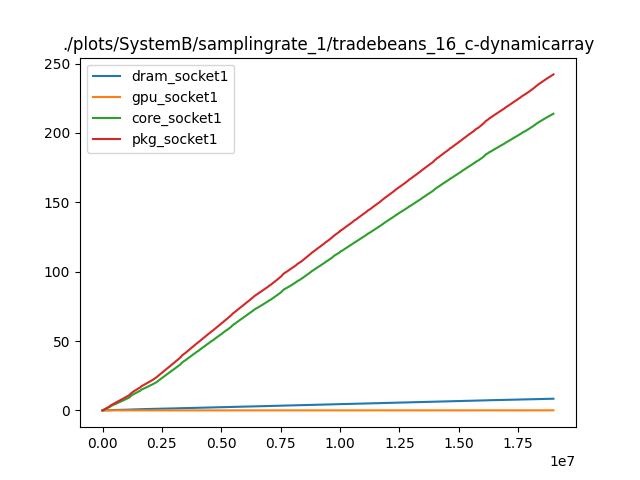 ./plots/SystemB/samplingrate_1/tradebeans_16_c-dynamicarray
dram_socket1
gpu_socket1
core_socket1
pkg_socket1
250
200
150
100
50
0
0.00 0.25 0.50 0.75 1.00 1.25 1.50 1.75
1e7